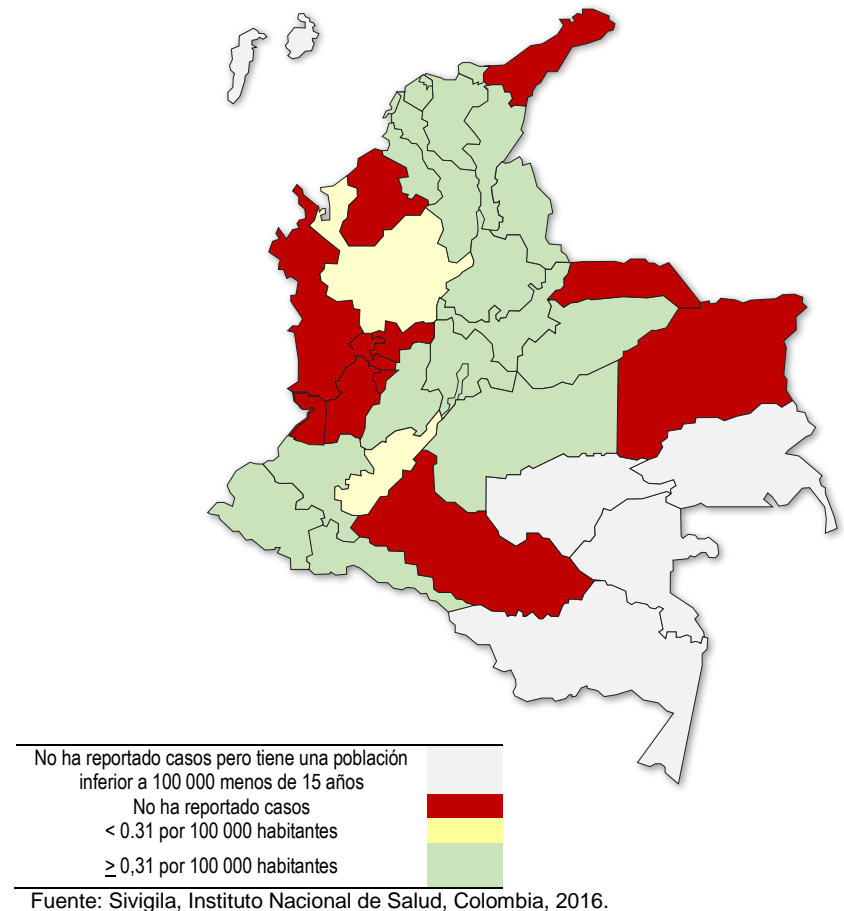 No ha reportado casos pero tiene una población
inferior a 100 000 menos de 15 años
No ha reportado casos
< 0.31 por 100 000 habitantes
≥ 0,31 por 100 000 habitantes
Fuente: Sivigila, Instituto Nacional de Salud, Colombia, 2016.